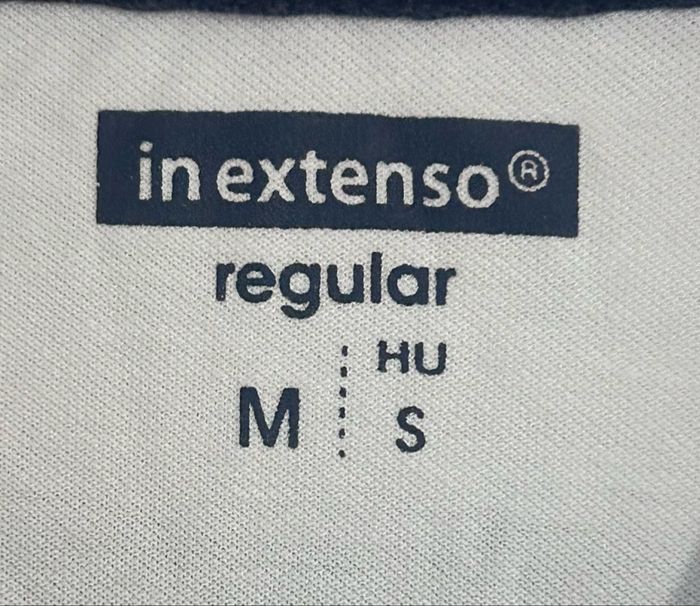 in extenso®
regular
M HU
S